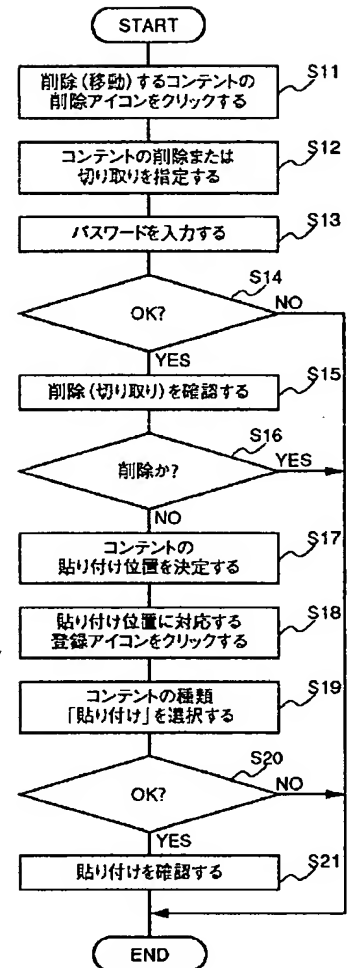 START
削除(移動)するコンテントの
削除アイコンをクリックする
S11
コンテントの削除または
切り取りを指定する
S12
パスワードを入力する
S13
OK?
S14
NO
YES
削除(切り取り)を確認する
S15
削除か?
S16
YES
NO
コンテントの
貼り付け位置を決定する
S17
貼り付け位置に対応する
登録アイコンをクリックする
S18
コンテントの種類
「貼り付け」を選択する
S19
OK?
S20
NO
YES
貼り付けを確認する
S21
END